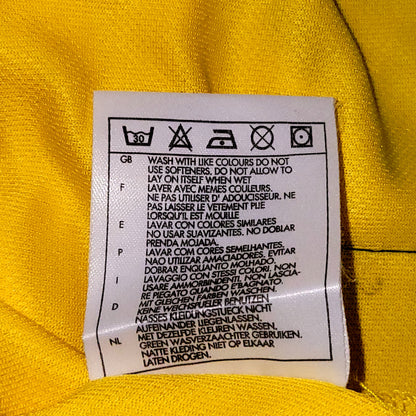 30
GB WASH WITH LIKE COLOURS DO NOT
USE SOFTENERS. DO NOT ALLOW TO
LAY ON ITSELF WHEN WET
F LAVER AVEC MEMES COULEURS.
NE PAS UTILISER D'ADOUCISSEUR. NE
PAS LAISSER LE VETEMENT PLIE
LORSQU'IL EST MOUILLE
E LAVAR CON COLORES SIMILARES
NO USAR SUAVIZANTES. NO DOBLAR
PRENDA MOJADA.
P LAVAR COM CORES SEMELHANTES.
NAO UTILIZAR AMACIADORES. EVITAR
DOBRAR ENQUANTO MOLHADO.
I LAVAGGIO CON STESSI COLORI. NON
USARE AMMORBIDENTI. NON LASCIA-
RE PIEGATO QUANDO E'BAGNATO.
D MIT GLEICHEN FARBEN WASCHEN.
KEINE WEICHSPUELER BENUTZEN
NASSES KLEIDUNGSTUECK NICHT
AUFEINANDER LIEGENLASSEN.
NL MET DEZELFDE KLEUREN WASSEN.
GREEN WASVERZACHTER GEBRUIKEN.
NATTE KLEDING NIET OP ELKAAR
LATEN DROGEN.